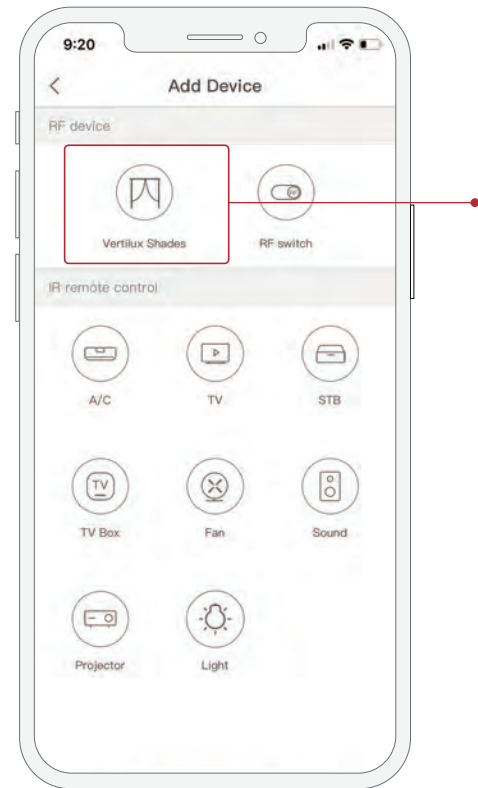 9:20
Add Device
RF device
Vertilux Shades
RF switch
IR remote control
A/C
TV
STB
TV
TV Box
Fan
Sound
Projector
Light